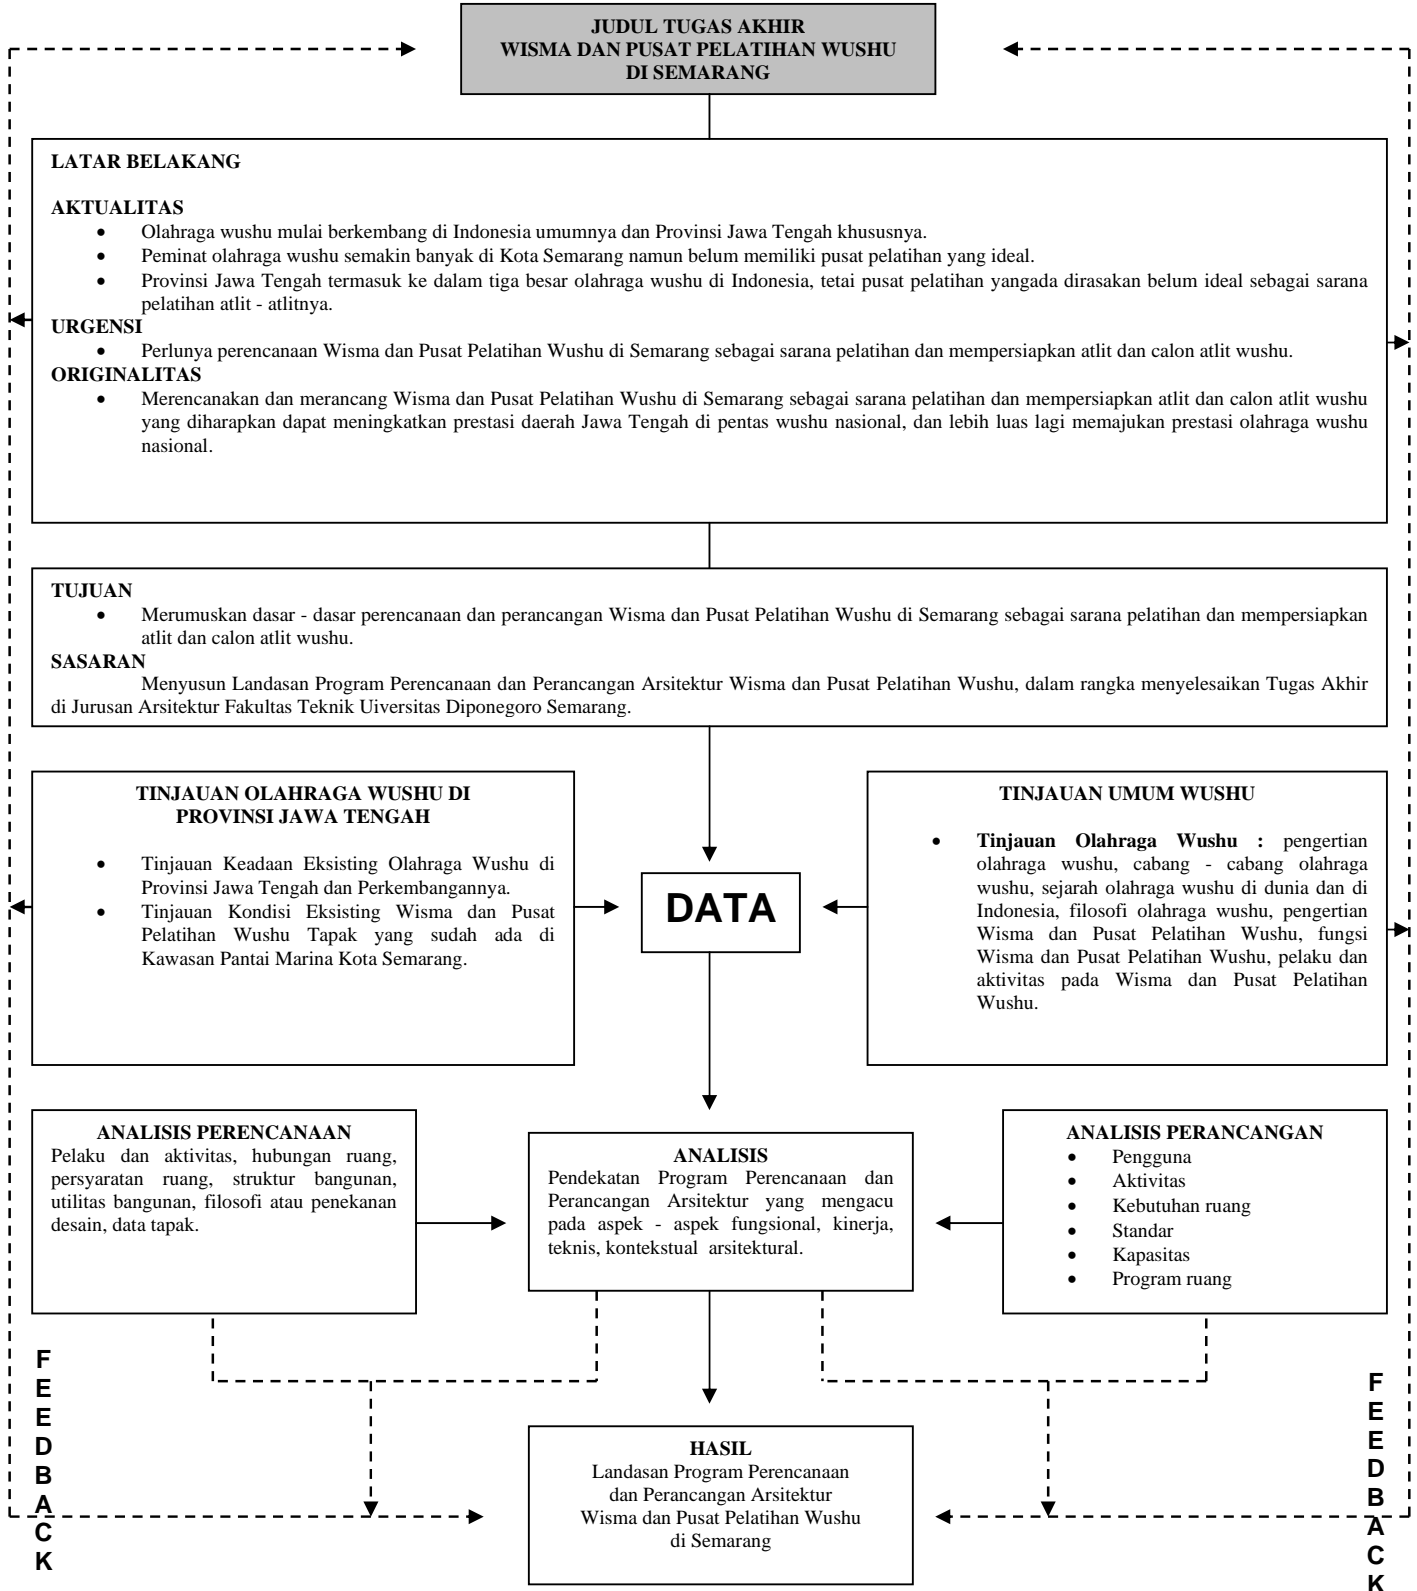 JUDUL TUGAS AKHIR
WISMA DAN PUSAT PELATIHAN WUSHU
DI SEMARANG
LATAR BELAKANG
AKTUALITAS
• Olahraga wushu mulai berkembang di Indonesia umumnya dan Provinsi Jawa Tengah khususnya.
• Peminat olahraga wushu semakin banyak di Kota Semarang namun belum memiliki pusat pelatihan yang ideal.
• Provinsi Jawa Tengah termasuk ke dalam tiga besar olahraga wushu di Indonesia, tetai pusat pelatihan yangada dirasakan belum ideal sebagai sarana
pelatihan atlit - atlitnya.
URGENSI
• Perlunya perencanaan Wisma dan Pusat Pelatihan Wushu di Semarang sebagai sarana pelatihan dan mempersiapkan atlit dan calon atlit wushu.
ORIGINALITAS
• Merencanakan dan merancang Wisma dan Pusat Pelatihan Wushu di Semarang sebagai sarana pelatihan dan mempersiapkan atlit dan calon atlit wushu
yang diharapkan dapat meningkatkan prestasi daerah Jawa Tengah di pentas wushu nasional, dan lebih luas lagi memajukan prestasi olahraga wushu
nasional.
TUJUAN
• Merumuskan dasar - dasar perencanaan dan perancangan Wisma dan Pusat Pelatihan Wushu di Semarang sebagai sarana pelatihan dan mempersiapkan
atlit dan calon atlit wushu.
SASARAN
Menyusun Landasan Program Perencanaan dan Perancangan Arsitektur Wisma dan Pusat Pelatihan Wushu, dalam rangka menyelesaikan Tugas Akhir
di Jurusan Arsitektur Fakultas Teknik Uiversitas Diponegoro Semarang.
TINJAUAN OLAHRAGA WUSHU DI
PROVINSI JAWA TENGAH
• Tinjauan Keadaan Eksisting Olahraga Wushu di
Provinsi Jawa Tengah dan Perkembangannya.
• Tinjauan Kondisi Eksisting Wisma dan Pusat
Pelatihan Wushu Tapak yang sudah ada di
Kawasan Pantai Marina Kota Semarang.
DATA
TINJAUAN UMUM WUSHU
• Tinjauan Olahraga Wushu : pengertian
olahraga wushu, cabang - cabang olahraga
wushu, sejarah olahraga wushu di dunia dan di
Indonesia, filosofi olahraga wushu, pengertian
Wisma dan Pusat Pelatihan Wushu, fungsi
Wisma dan Pusat Pelatihan Wushu, pelaku dan
aktivitas pada Wisma dan Pusat Pelatihan
Wushu.
ANALISIS PERENCANAAN
Pelaku dan aktivitas, hubungan ruang,
persyaratan ruang, struktur bangunan,
utilitas bangunan, filosofi atau penekanan
desain, data tapak.
ANALISIS
Pendekatan Program Perencanaan dan
Perancangan Arsitektur yang mengacu
pada aspek - aspek fungsional, kinerja,
teknis, kontekstual arsitektural.
ANALISIS PERANCANGAN
• Pengguna
• Aktivitas
• Kebutuhan ruang
• Standar
• Kapasitas
• Program ruang
FEEDBACK
HASIL
Landasan Program Perencanaan
dan Perancangan Arsitektur
Wisma dan Pusat Pelatihan Wushu
di Semarang
FEEDBACK